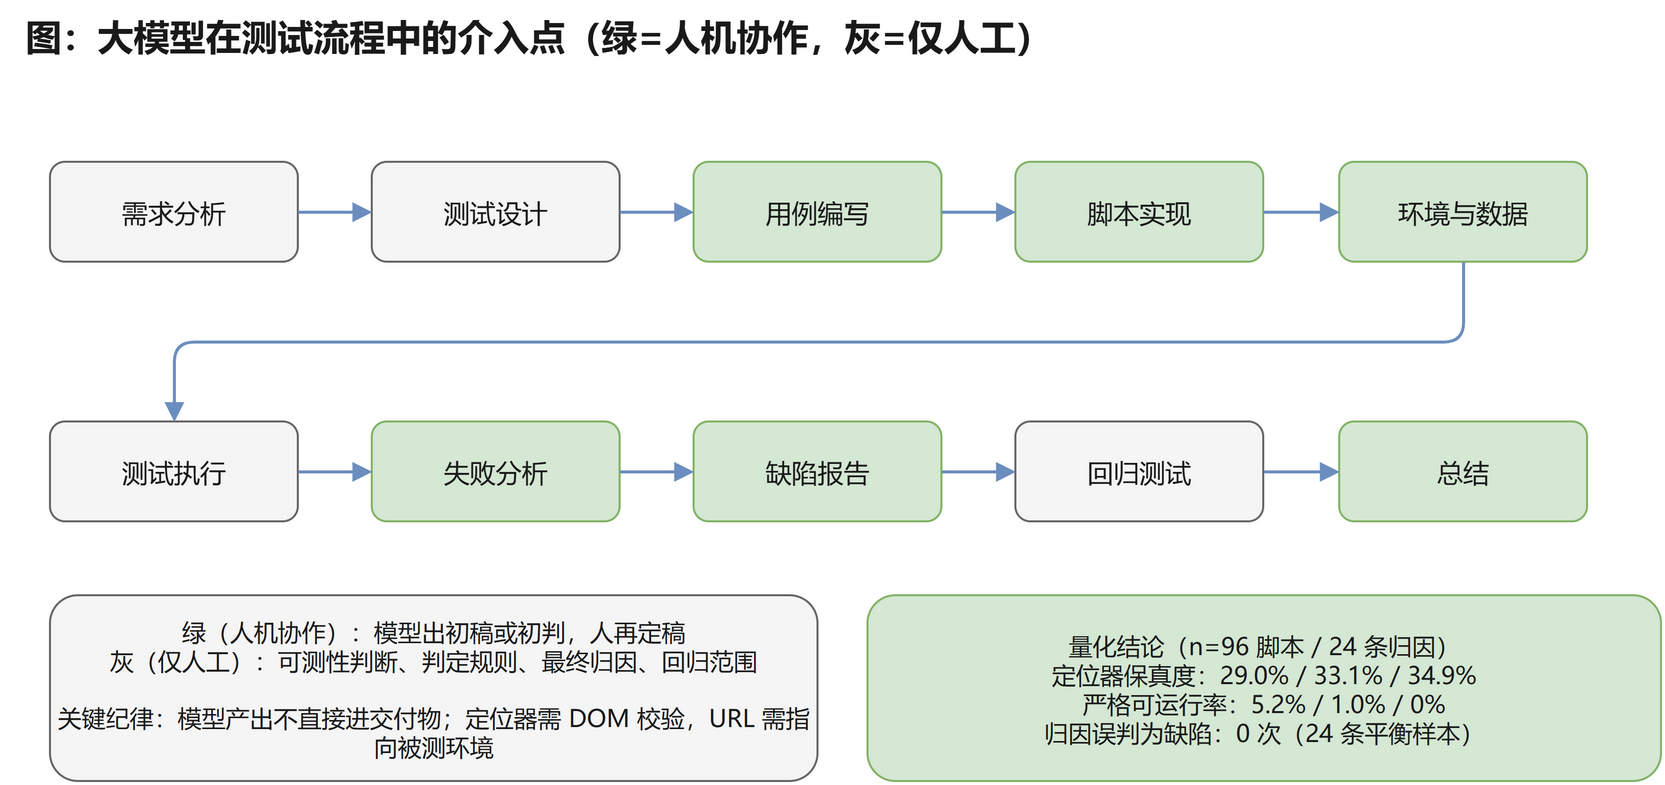 图：大模型在测试流程中的介入点（绿=人机协作，灰=仅人工）
需求分析
测试设计
用例编写
脚本实现
环境与数据
测试执行
失败分析
缺陷报告
回归测试
总结
绿（人机协作）：模型出初稿或初判，人再定稿
灰（仅人工）：可测性判断、判定规则、最终归因、回归范围
关键纪律：模型产出不直接进交付物；定位器需 DOM 校验，URL 需指
向被测环境
量化结论（n=96 脚本 / 24 条归因）
定位器保真度：29.0% / 33.1% / 34.9%
严格可运行率：5.2% / 1.0% / 0%
归因误判为缺陷：0 次（24 条平衡样本）